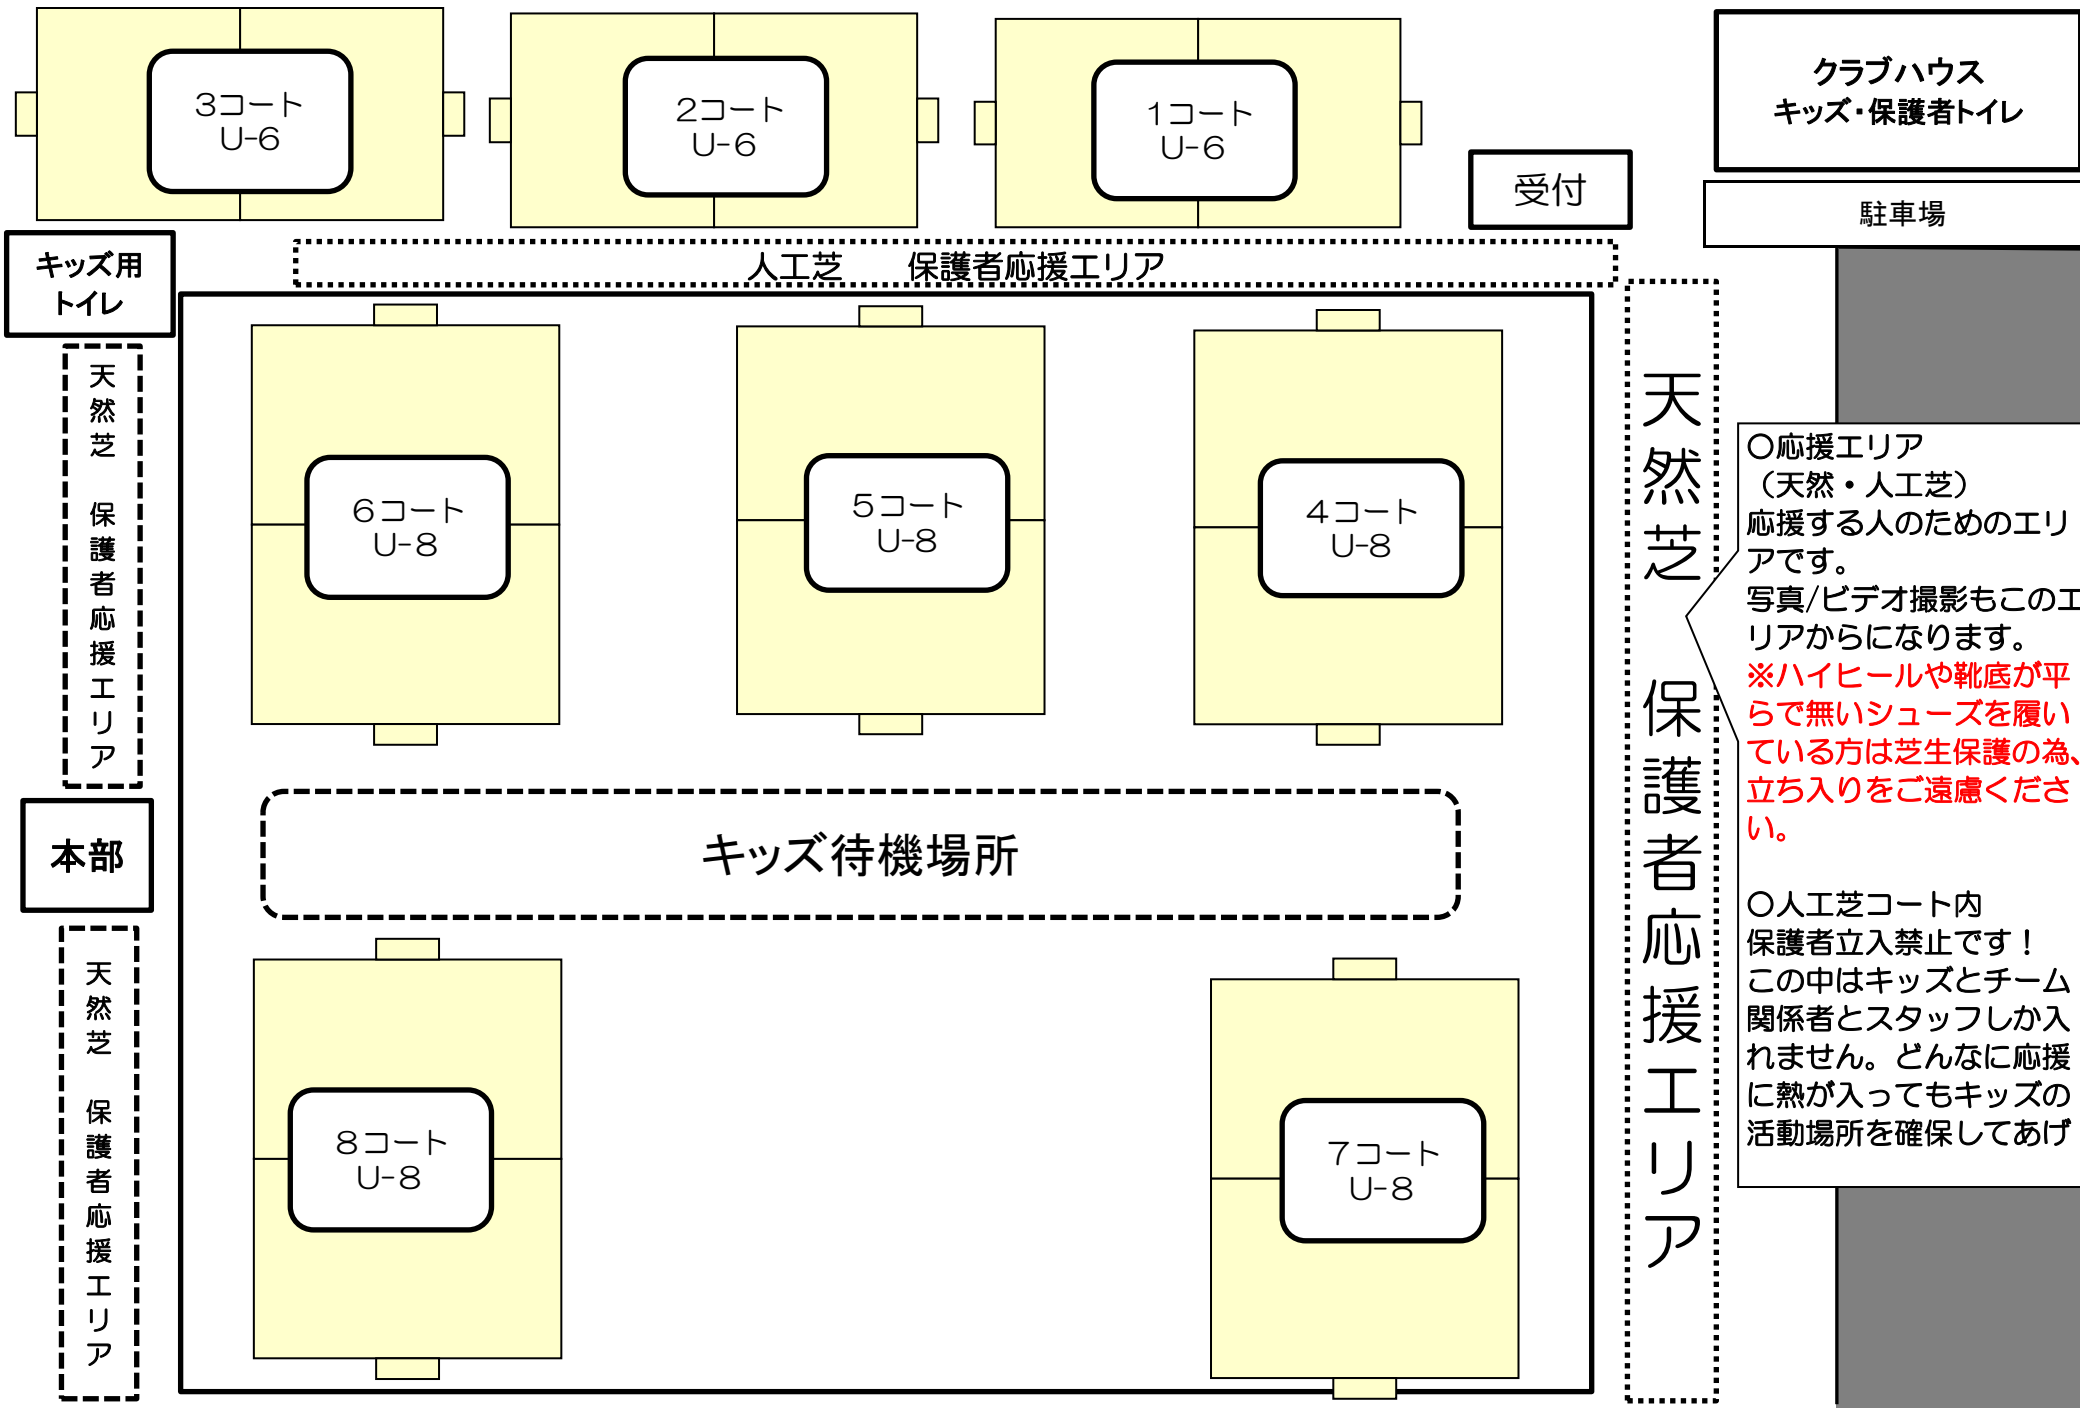 3コート
U-6
2コート
U-6
1コート
U-6
クラブハウス
キッズ・保護者トイレ
受付
駐車場
キッズ用
トイレ
人工芝　　保護者応援エリア
天然芝　保護者応援エリア
6コート
U-8
5コート
U-8
4コート
U-8
天然芝　保護者応援エリア
○応援エリア
（天然・人工芝）
応援する人のためのエリ
アです。
写真/ビデオ撮影もこのエ
リアからになります。
※ハイヒールや靴底が平
らで無いシューズを履い
ている方は芝生保護の為、
立ち入りをご遠慮くださ
い。
○人工芝コート内
保護者立入禁止です！
この中はキッズとチーム
関係者とスタッフしか入
れません。どんなに応援
に熱が入ってもキッズの
活動場所を確保してあげ
本部
キッズ待機場所
天然芝　保護者応援エリア
8コート
U-8
7コート
U-8